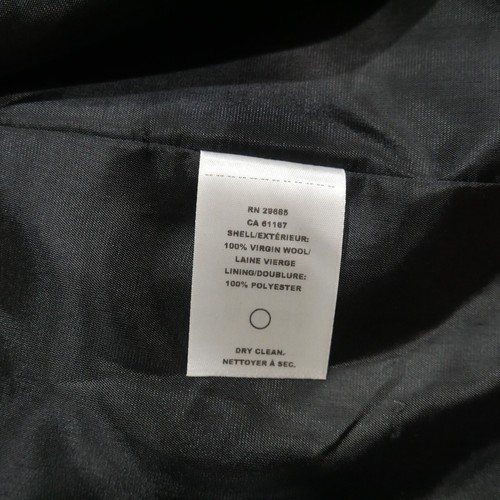 RN 29685
CA 61167
SHELL/EXTÉRIEUR:
100% VIRGIN WOOL/
LAINE VIERGE
LINING/DOUBLURE:
100% POLYESTER
DRY CLEAN.
NETTOYER À SEC.